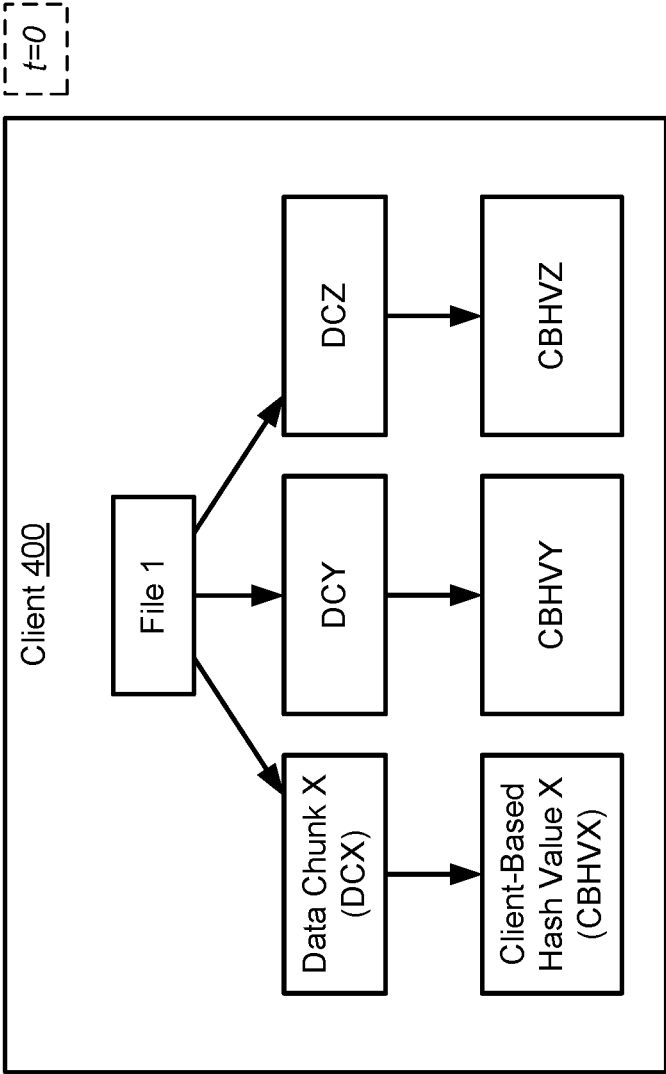 t=0
Client 400
File 1
Data Chunk X
(DCX)
DCY
DCZ
Client-Based
Hash Value X
(CBHVX)
CBHVY
CBHVZ